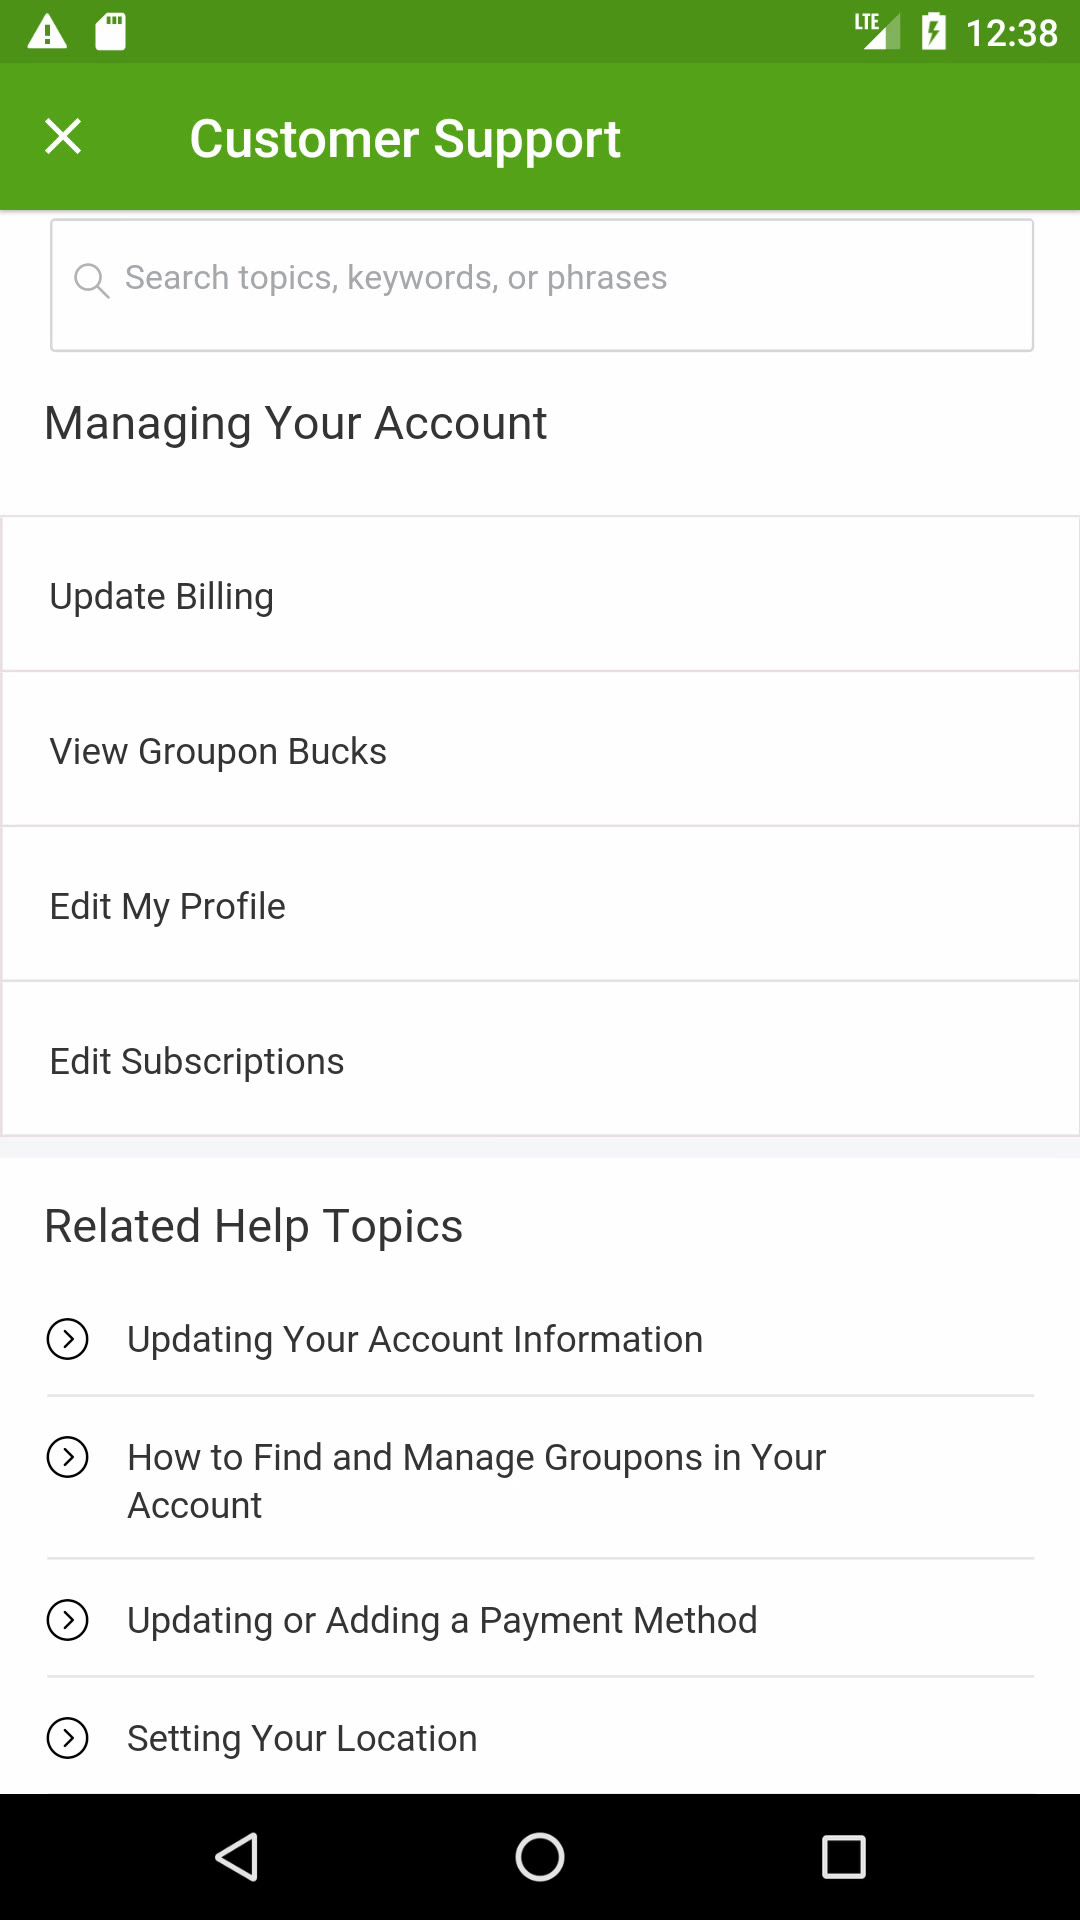 LTE 12:38
Customer Support
Search topics, keywords, or phrases
Managing Your Account
Update Billing
View Groupon Bucks
Edit My Profile
Edit Subscriptions
Related Help Topics
Updating Your Account Information
How to Find and Manage Groupons in Your
Account
Updating or Adding a Payment Method
Setting Your Location